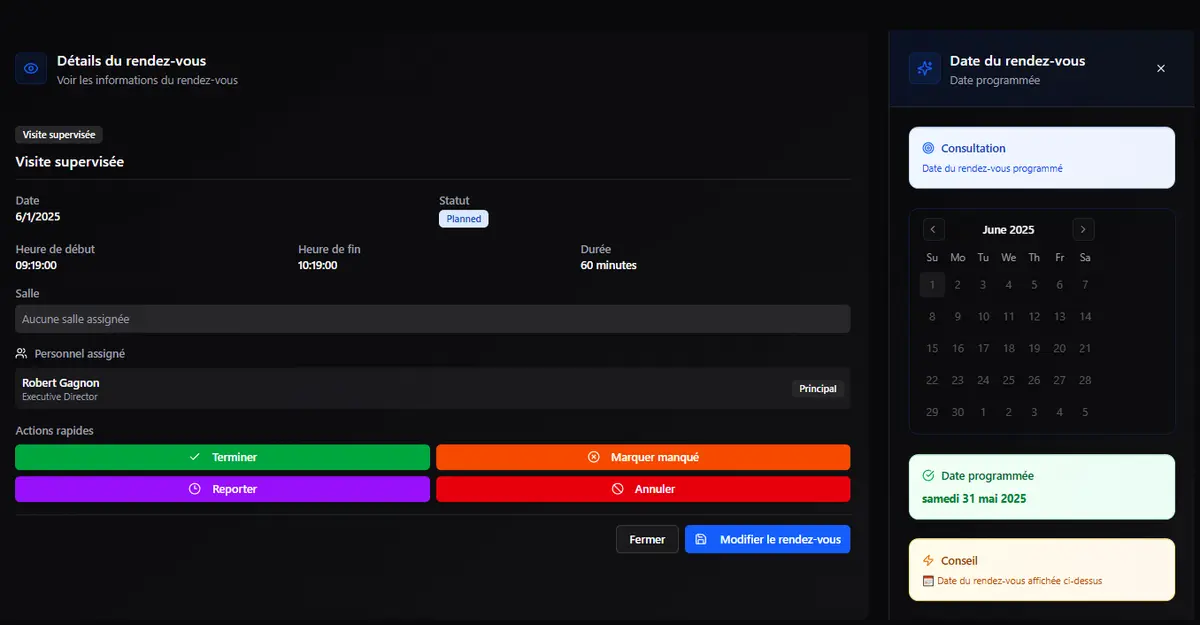 Détails du rendez-vous
Voir les informations du rendez-vous
Visite supervisée
Visite supervisée
Date
6/1/2025
Statut
Planned
Heure de début
09:19:00
Heure de fin
10:19:00
Durée
60 minutes
Salle
Aucune salle assignée
Personnel assigné
Robert Gagnon
Executive Director
Principal
Actions rapides
Terminer
Marquer manqué
Reporter
Annuler
Fermer
Modifier le rendez-vous
Date du rendez-vous
Date programmée
Consultation
Date du rendez-vous programmé
June 2025
Su Mo Tu We Th Fr Sa
1 2 3 4 5 6 7
8 9 10 11 12 13 14
15 16 17 18 19 20 21
22 23 24 25 26 27 28
29 30 1 2 3 4 5
Date programmée
samedi 31 mai 2025
Conseil
Date du rendez-vous affichée ci-dessus